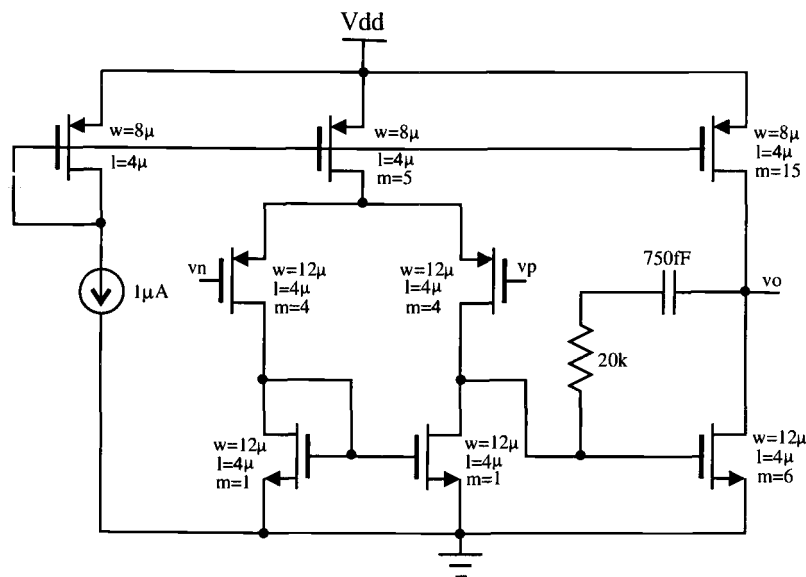 Vdd
w=8μ
l=4μ
w=8μ
l=4μ
m=5
w=8μ
l=4μ
m=15
vn
w=12μ
l=4μ
m=4
w=12μ
l=4μ
m=4
vp
750fF
vo
1μA
20k
w=12μ
l=4μ
m=1
w=12μ
l=4μ
m=1
w=12μ
l=4μ
m=6